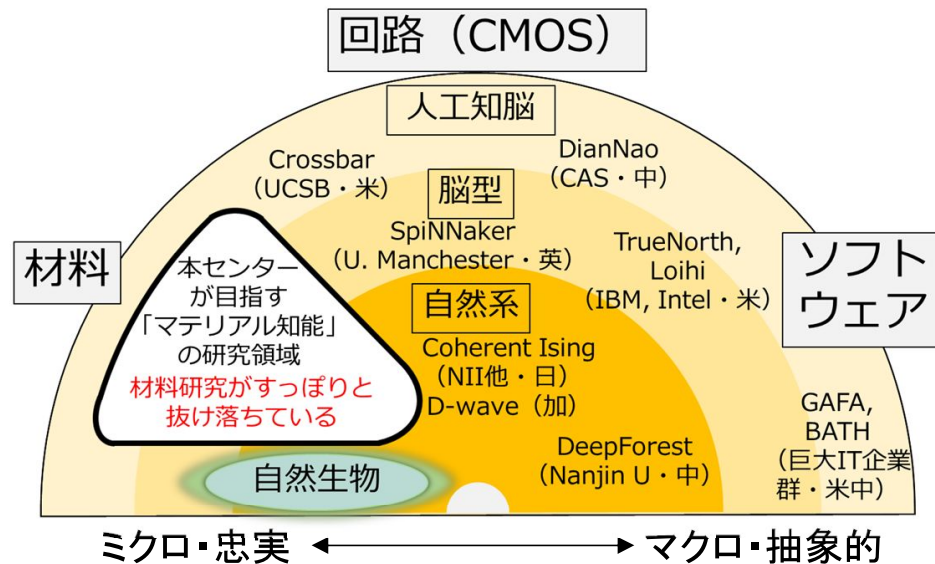 回路（CMOS）
人工知脳
Crossbar
（UCSB・米）
DianNao
（CAS・中）
脳型
SpiNNaker
（U. Manchester・英）
TrueNorth,
Loihi
（IBM, Intel・米）
材料
ソフト
ウェア
本センター
が目指す
「マテリアル知能」
の研究領域
材料研究がすっぽりと
抜け落ちている
自然系
Coherent Ising
（NII他・日）
D-wave（加）
DeepForest
（Nanjin U・中）
GAFA,
BATH
（巨大IT企業
群・米中）
自然生物
ミクロ・忠実
マクロ・抽象的